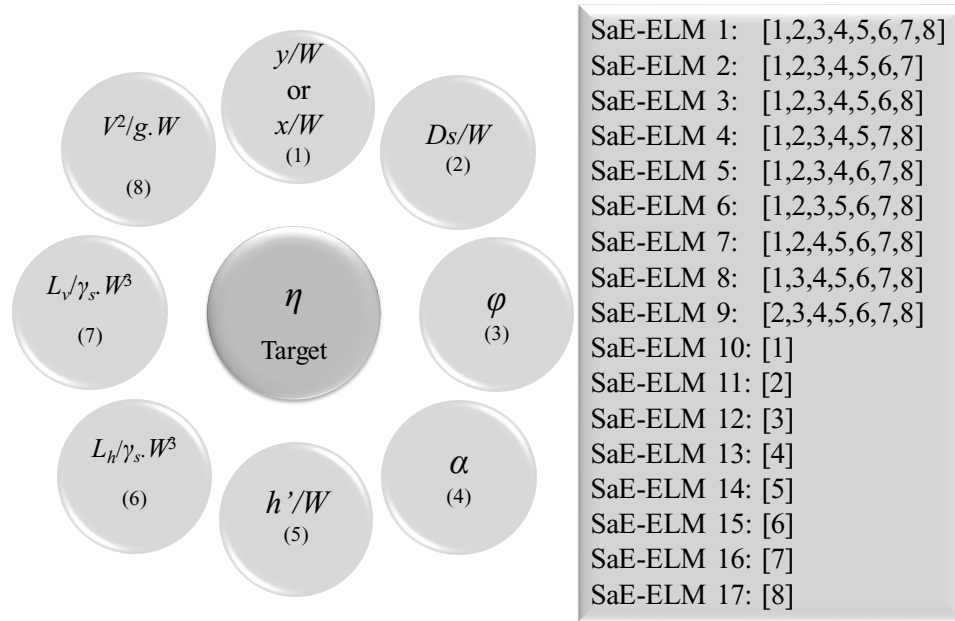 y/W
or
x/W
(1)
Ds/W
(2)
φ
(3)
α
(4)
h’/W
(5)
Lₕ/γₛ.W³
(6)
Lᵥ/γₛ.W³
(7)
V²/g.W
(8)
η
Target
SaE-ELM 1: [1,2,3,4,5,6,7,8]
SaE-ELM 2: [1,2,3,4,5,6,7]
SaE-ELM 3: [1,2,3,4,5,6,8]
SaE-ELM 4: [1,2,3,4,5,7,8]
SaE-ELM 5: [1,2,3,4,6,7,8]
SaE-ELM 6: [1,2,3,5,6,7,8]
SaE-ELM 7: [1,2,4,5,6,7,8]
SaE-ELM 8: [1,3,4,5,6,7,8]
SaE-ELM 9: [2,3,4,5,6,7,8]
SaE-ELM 10: [1]
SaE-ELM 11: [2]
SaE-ELM 12: [3]
SaE-ELM 13: [4]
SaE-ELM 14: [5]
SaE-ELM 15: [6]
SaE-ELM 16: [7]
SaE-ELM 17: [8]